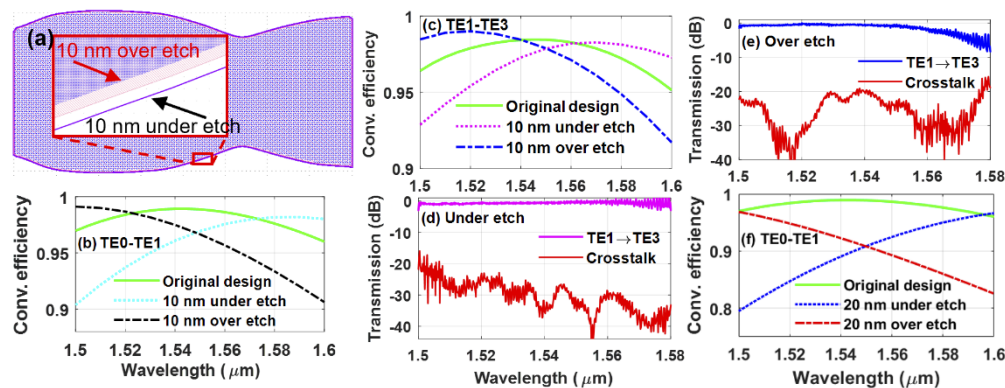 (a)
10 nm over etch
10 nm under etch
Conv. efficiency
1
0.95
0.9
(b) TE0-TE1
Original design
10 nm under etch
10 nm over etch
1.5
1.52
1.54
1.56
1.58
1.6
Wavelength (μm)
Conv. efficiency
1
0.95
0.9
(c) TE1-TE3
Original design
10 nm under etch
10 nm over etch
1.5
1.52
1.54
1.56
1.58
1.6
Transmission (dB)
0
-10
-20
-30
-40
(d) Under etch
TE1→TE3
Crosstalk
1.5
1.52
1.54
1.56
1.58
Wavelength (μm)
Transmission (dB)
0
-10
-20
-30
-40
(e) Over etch
TE1→TE3
Crosstalk
1.5
1.52
1.54
1.56
1.58
Conv. efficiency
1
0.9
0.8
(f) TE0-TE1
Original design
20 nm under etch
20 nm over etch
1.5
1.52
1.54
1.56
1.58
1.6
Wavelength (μm)